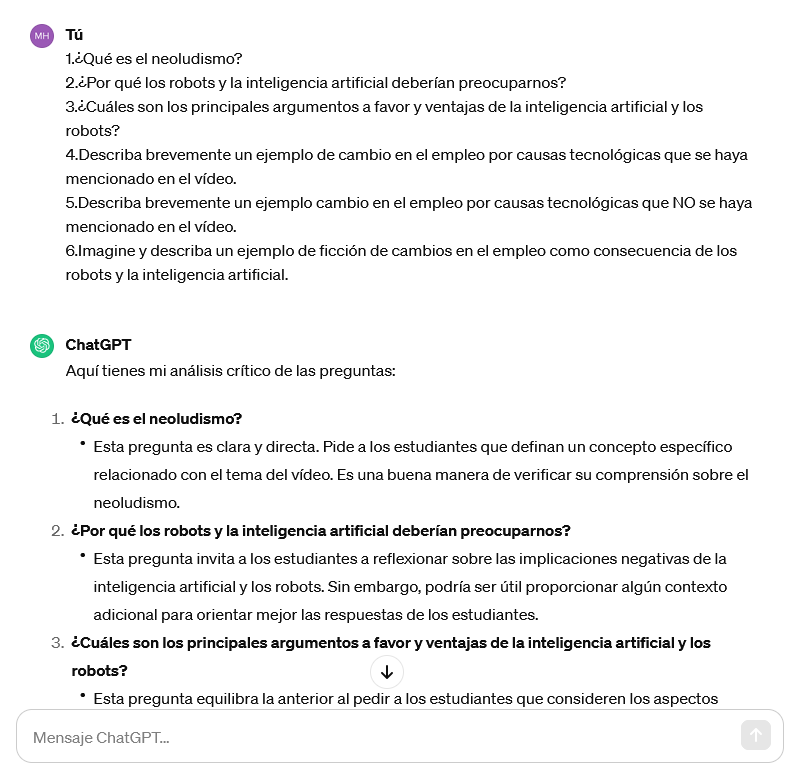 MH Tú
1.¿Qué es el neoludismo?
2.¿Por qué los robots y la inteligencia artificial deberían preocuparnos?
3.¿Cuáles son los principales argumentos a favor y ventajas de la inteligencia artificial y los
robots?
4.Describa brevemente un ejemplo de cambio en el empleo por causas tecnológicas que se haya
mencionado en el vídeo.
5.Describa brevemente un ejemplo cambio en el empleo por causas tecnológicas que NO se haya
mencionado en el vídeo.
6.Imagine y describa un ejemplo de ficción de cambios en el empleo como consecuencia de los
robots y la inteligencia artificial.
ChatGPT
Aquí tienes mi análisis crítico de las preguntas:
1. ¿Qué es el neoludismo?
• Esta pregunta es clara y directa. Pide a los estudiantes que definan un concepto específico
relacionado con el tema del vídeo. Es una buena manera de verificar su comprensión sobre el
neoludismo.
2. ¿Por qué los robots y la inteligencia artificial deberían preocuparnos?
• Esta pregunta invita a los estudiantes a reflexionar sobre las implicaciones negativas de la
inteligencia artificial y los robots. Sin embargo, podría ser útil proporcionar algún contexto
adicional para orientar mejor las respuestas de los estudiantes.
3. ¿Cuáles son los principales argumentos a favor y ventajas de la inteligencia artificial y los
robots?
• Esta pregunta equilibra la anterior al pedir a los estudiantes que consideren los aspectos
Mensaje ChatGPT...